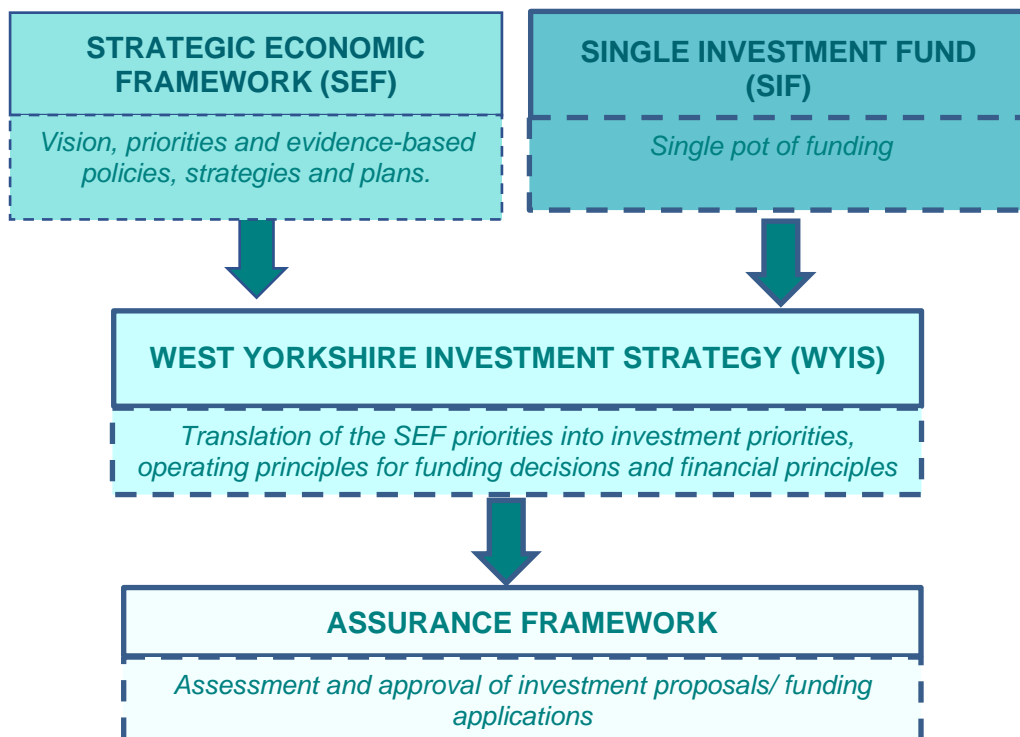 STRATEGIC ECONOMIC
FRAMEWORK (SEF)
Vision, priorities and evidence-based
policies, strategies and plans.
SINGLE INVESTMENT FUND
(SIF)
Single pot of funding
WEST YORKSHIRE INVESTMENT STRATEGY (WYIS)
Translation of the SEF priorities into investment priorities,
operating principles for funding decisions and financial principles
ASSURANCE FRAMEWORK
Assessment and approval of investment proposals/ funding
applications